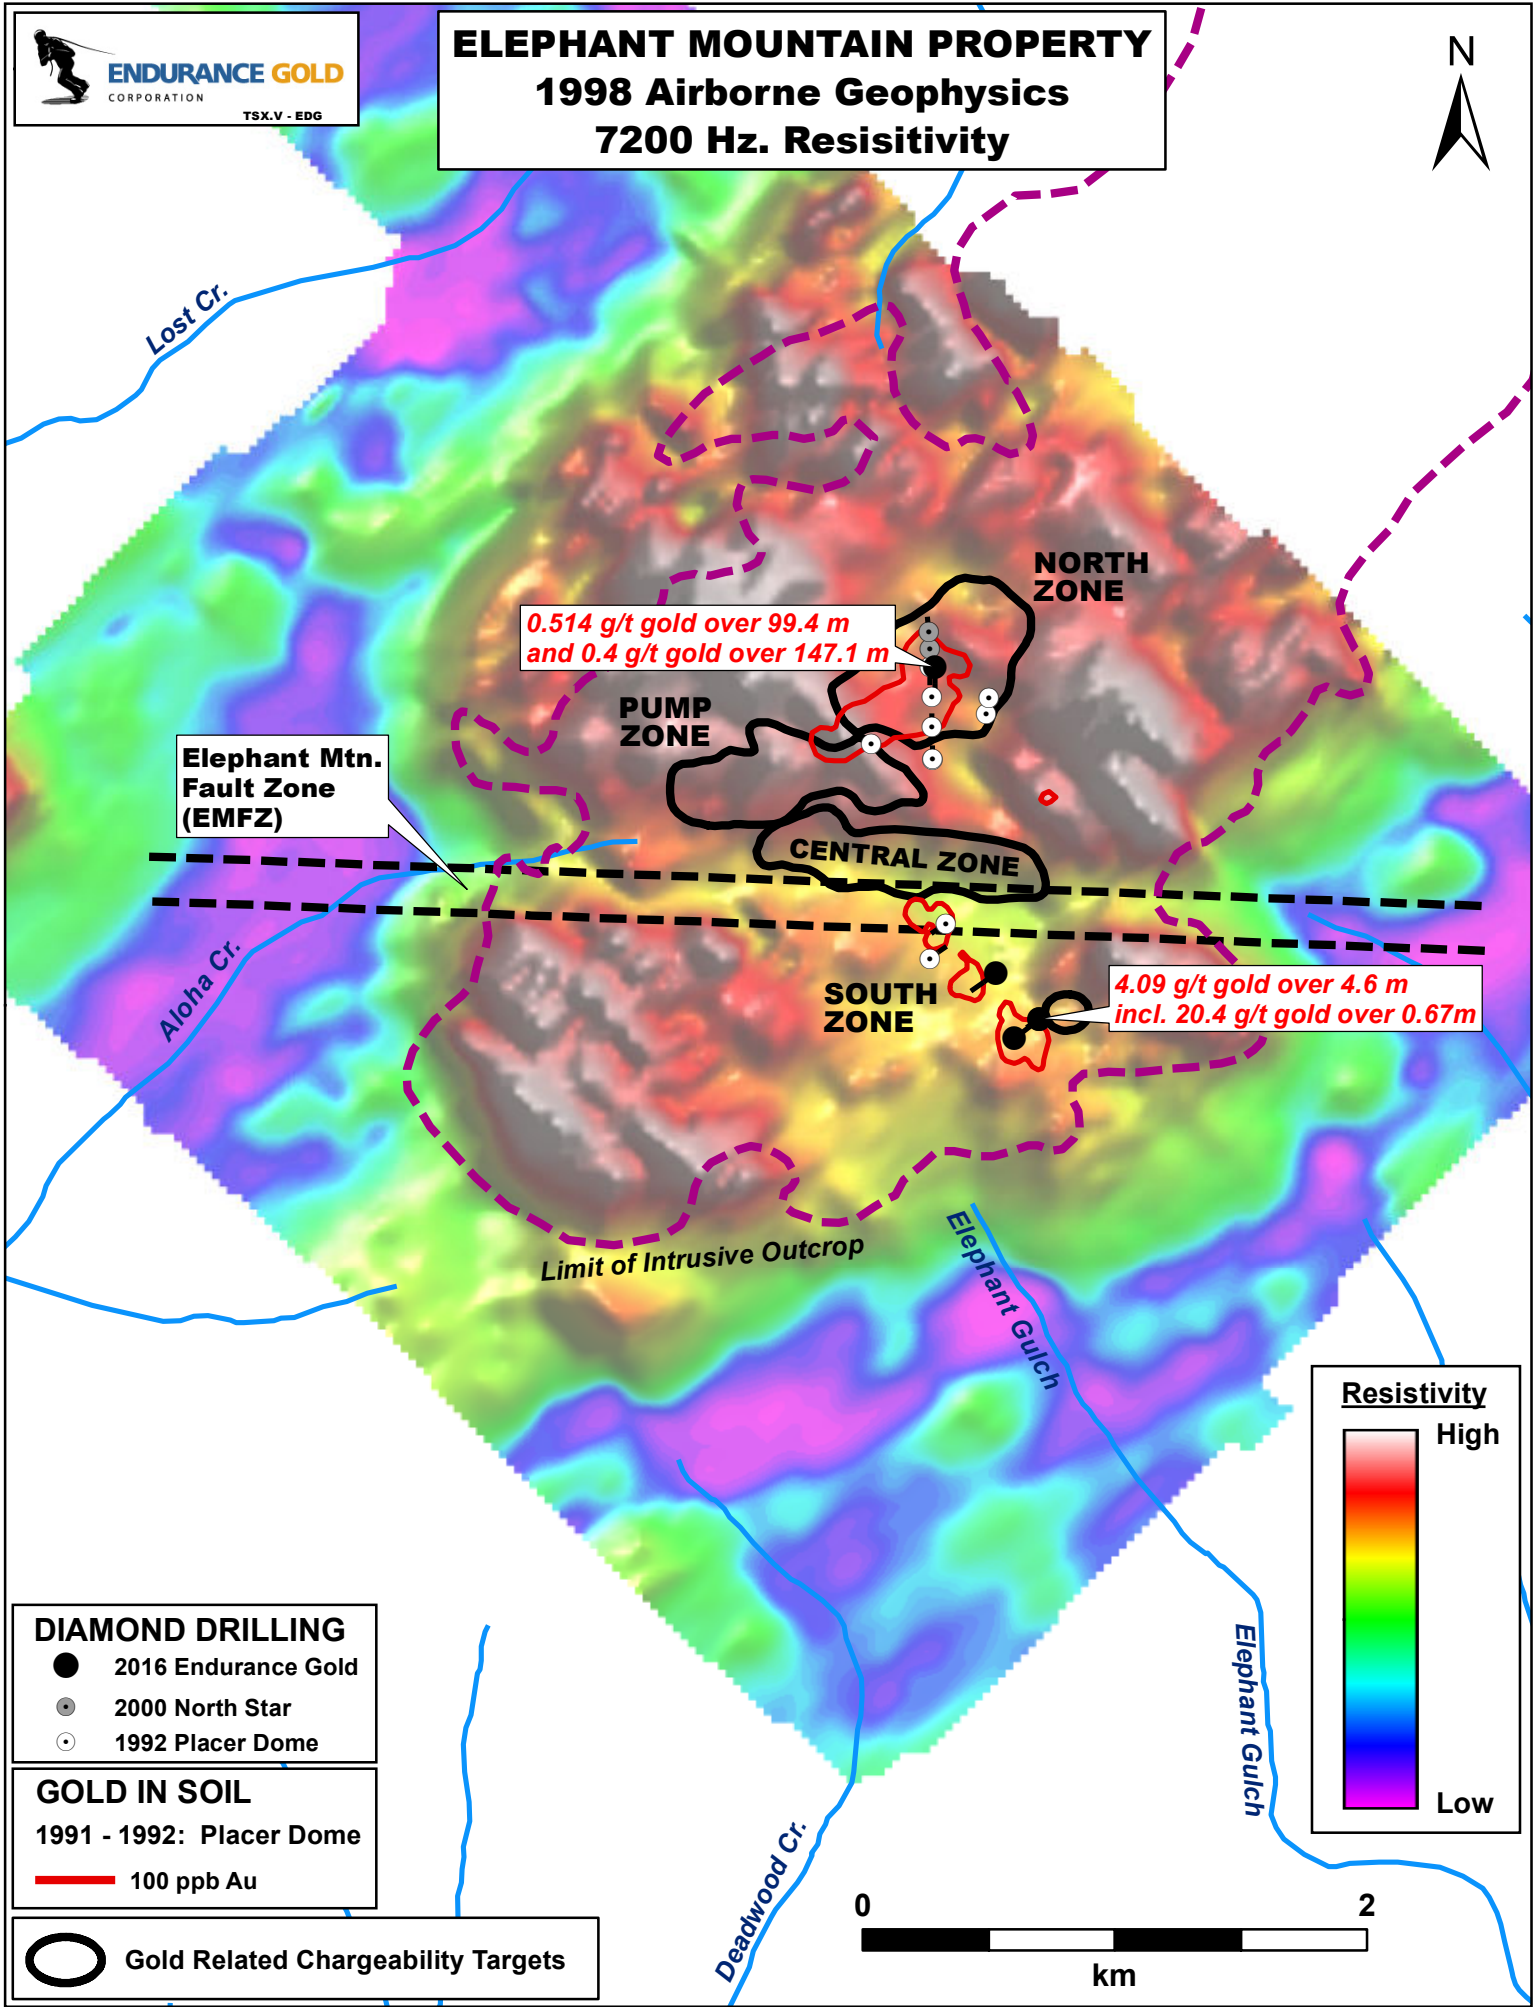 ENDURANCE GOLD
CORPORATION
TSX.V - EDG
ELEPHANT MOUNTAIN PROPERTY
1998 Airborne Geophysics
7200 Hz. Resisitivity
N
Lost Cr.
NORTH
ZONE
0.514 g/t gold over 99.4 m
and 0.4 g/t gold over 147.1 m
PUMP
ZONE
Elephant Mtn.
Fault Zone
(EMFZ)
CENTRAL ZONE
Aloha Cr.
SOUTH
ZONE
4.09 g/t gold over 4.6 m
incl. 20.4 g/t gold over 0.67m
Limit of Intrusive Outcrop
Elephant Gulch
Resistivity
High
Low
Elephant Gulch
Deadwood Cr.
DIAMOND DRILLING
2016 Endurance Gold
2000 North Star
1992 Placer Dome
GOLD IN SOIL
1991 - 1992: Placer Dome
100 ppb Au
Gold Related Chargeability Targets
0 2
km